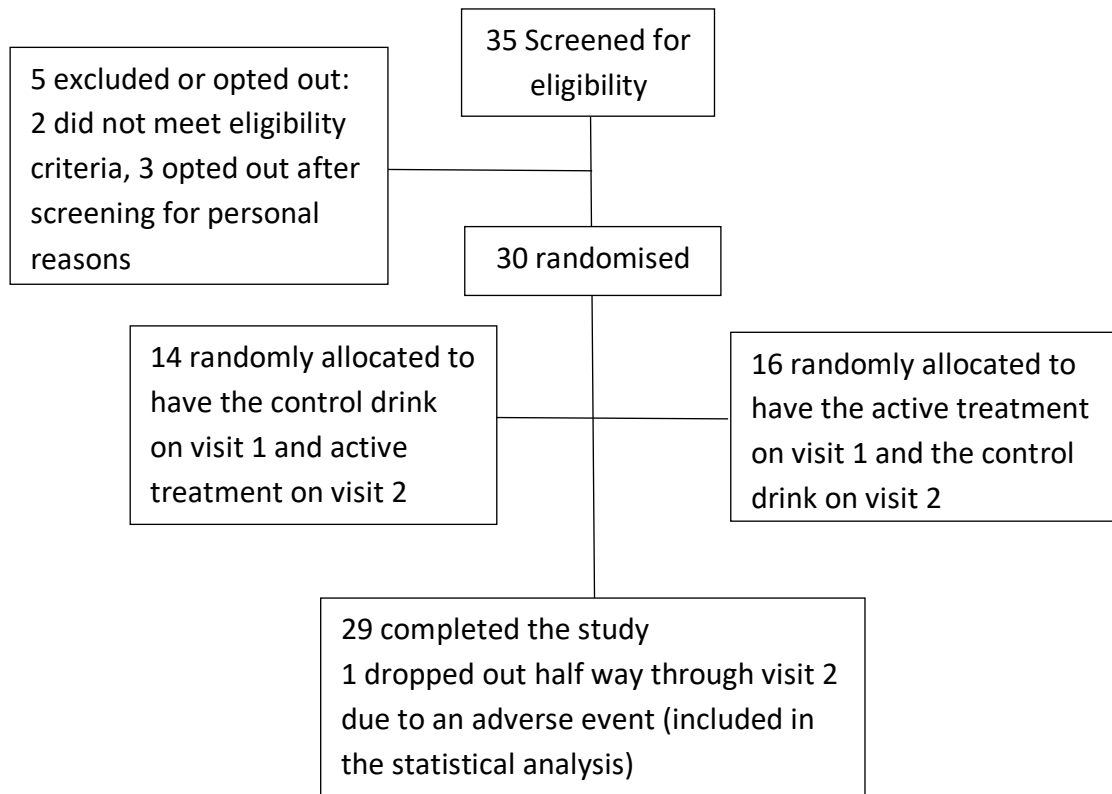 35 Screened for
eligibility
5 excluded or opted out:
2 did not meet eligibility
criteria, 3 opted out after
screening for personal
reasons
30 randomised
14 randomly allocated to
have the control drink
on visit 1 and active
treatment on visit 2
16 randomly allocated to
have the active treatment
on visit 1 and the control
drink on visit 2
29 completed the study
1 dropped out half way through visit 2
due to an adverse event (included in
the statistical analysis)